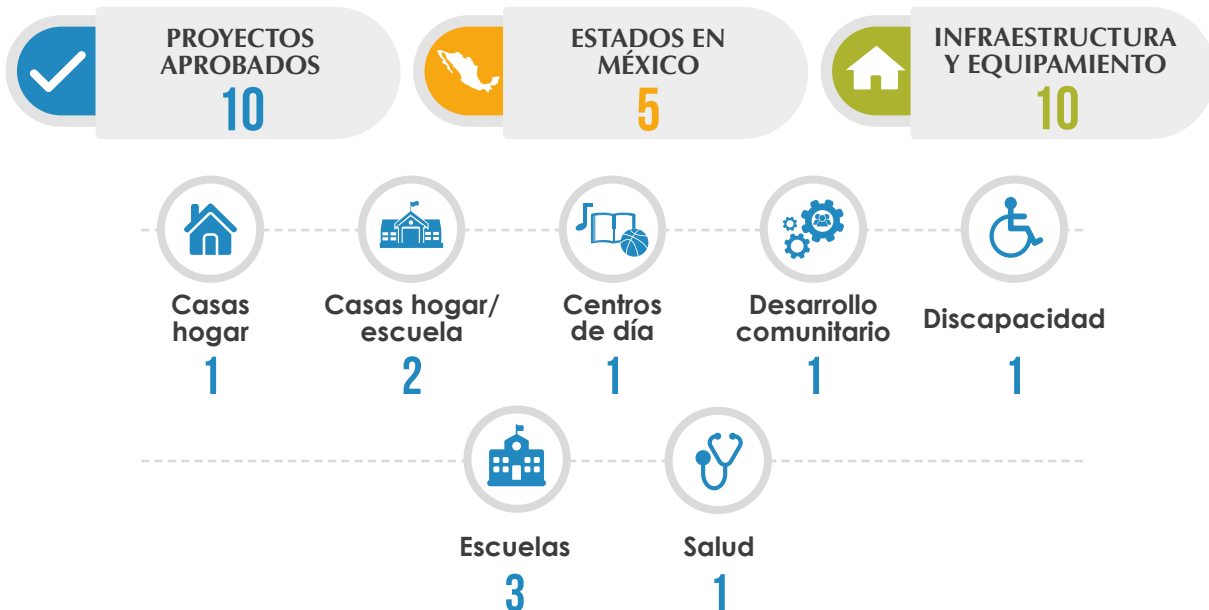 PROYECTOS
APROBADOS
10
ESTADOS EN
MÉXICO
5
INFRAESTRUCTURA
Y EQUIPAMIENTO
10
Casas
hogar
1
Casas hogar/
escuela
2
Centros
de día
1
Desarrollo
comunitario
1
Discapacidad
1
Escuelas
3
Salud
1